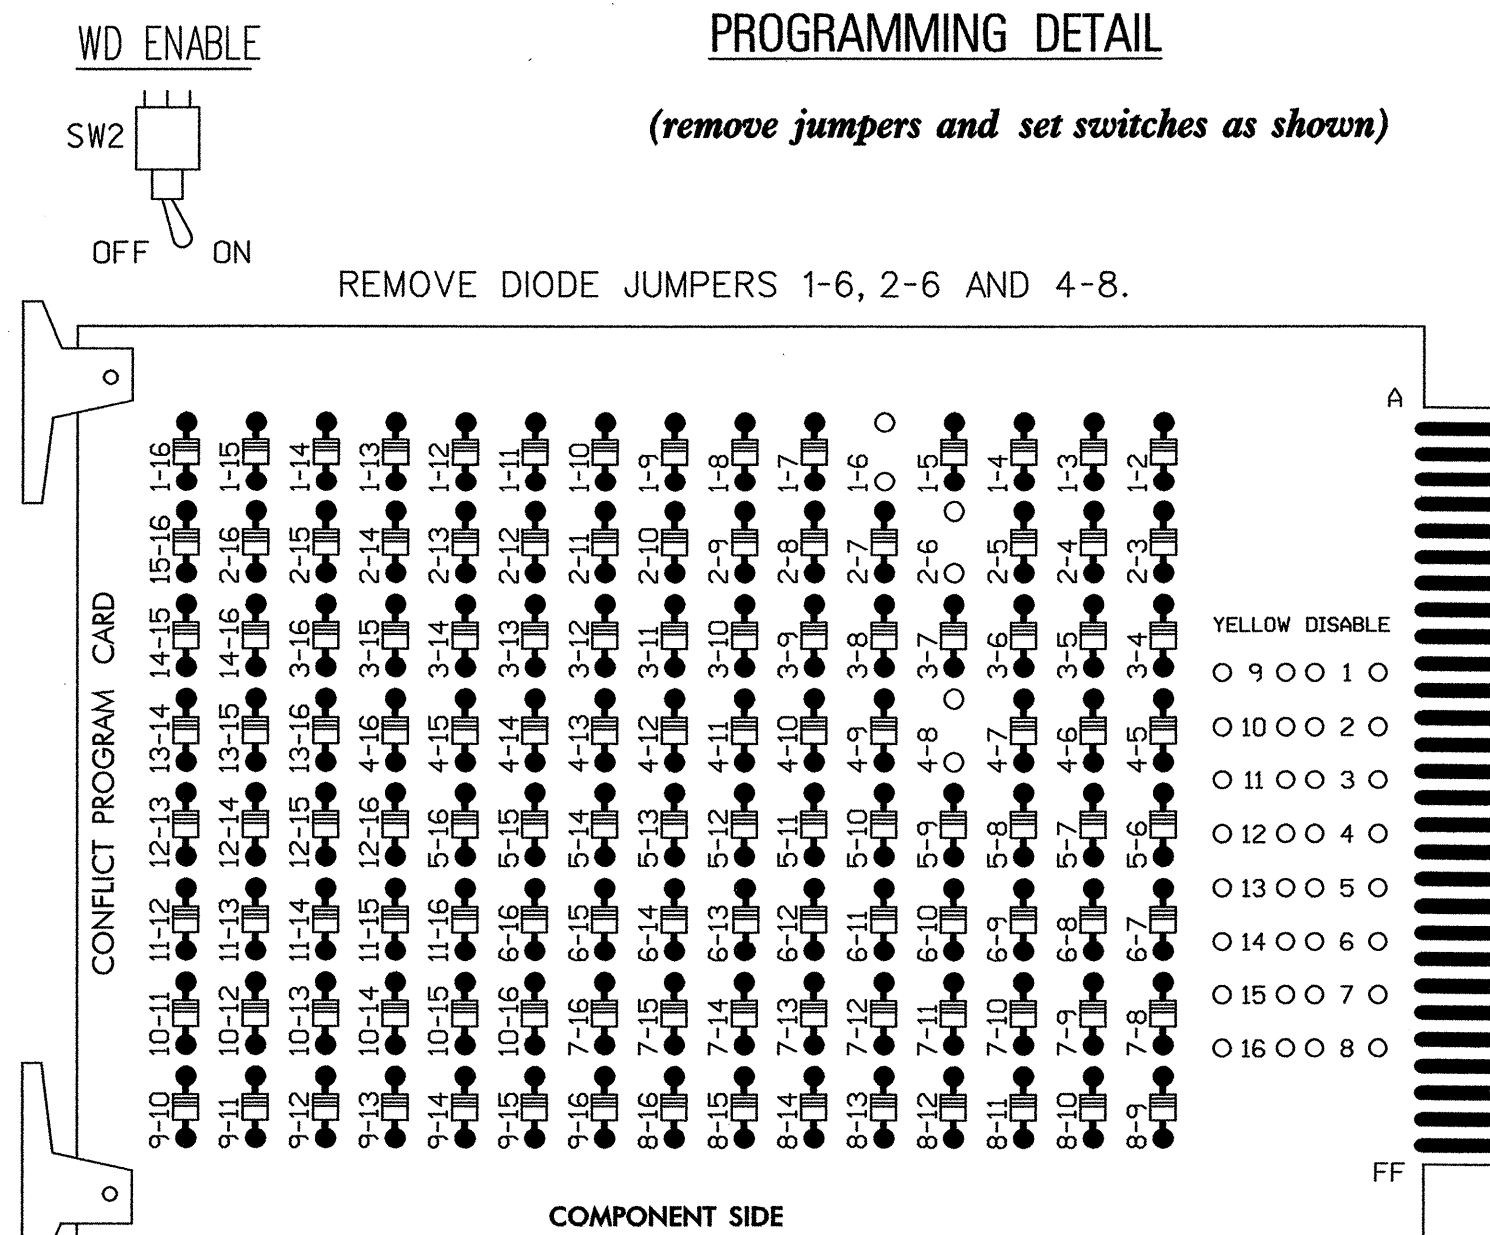 WD ENABLE
PROGRAMMING DETAIL
SW2
(remove jumpers and set switches as shown)
OFF ON
REMOVE DIODE JUMPERS 1-6, 2-6 AND 4-8.
A
1-16 1-15 1-14 1-13 1-12 1-11 1-10 1-9 1-8 1-7 1-6 1-5 1-4 1-3 1-2
15-16 2-16 2-15 2-14 2-13 2-12 2-11 2-10 2-9 2-8 2-7 2-6 2-5 2-4 2-3
14-15 14-16 3-16 3-15 3-14 3-13 3-12 3-11 3-10 3-9 3-8 3-7 3-6 3-5 3-4
13-14 13-15 13-16 4-16 4-15 4-14 4-13 4-12 4-11 4-10 4-9 4-8 4-7 4-6 4-5
12-13 12-14 12-15 12-16 5-16 5-15 5-14 5-13 5-12 5-11 5-10 5-9 5-8 5-7 5-6
11-12 11-13 11-14 11-15 11-16 6-16 6-15 6-14 6-13 6-12 6-11 6-10 6-9 6-8 6-7
10-11 10-12 10-13 10-14 10-15 10-16 7-16 7-15 7-14 7-13 7-12 7-11 7-10 7-9 7-8
9-10 9-11 9-12 9-13 9-14 9-15 9-16 8-16 8-15 8-14 8-13 8-12 8-11 8-10 8-9
CONFLICT PROGRAM CARD
YELLOW DISABLE
9 1
10 2
11 3
12 4
13 5
14 6
15 7
16 8
FF
COMPONENT SIDE